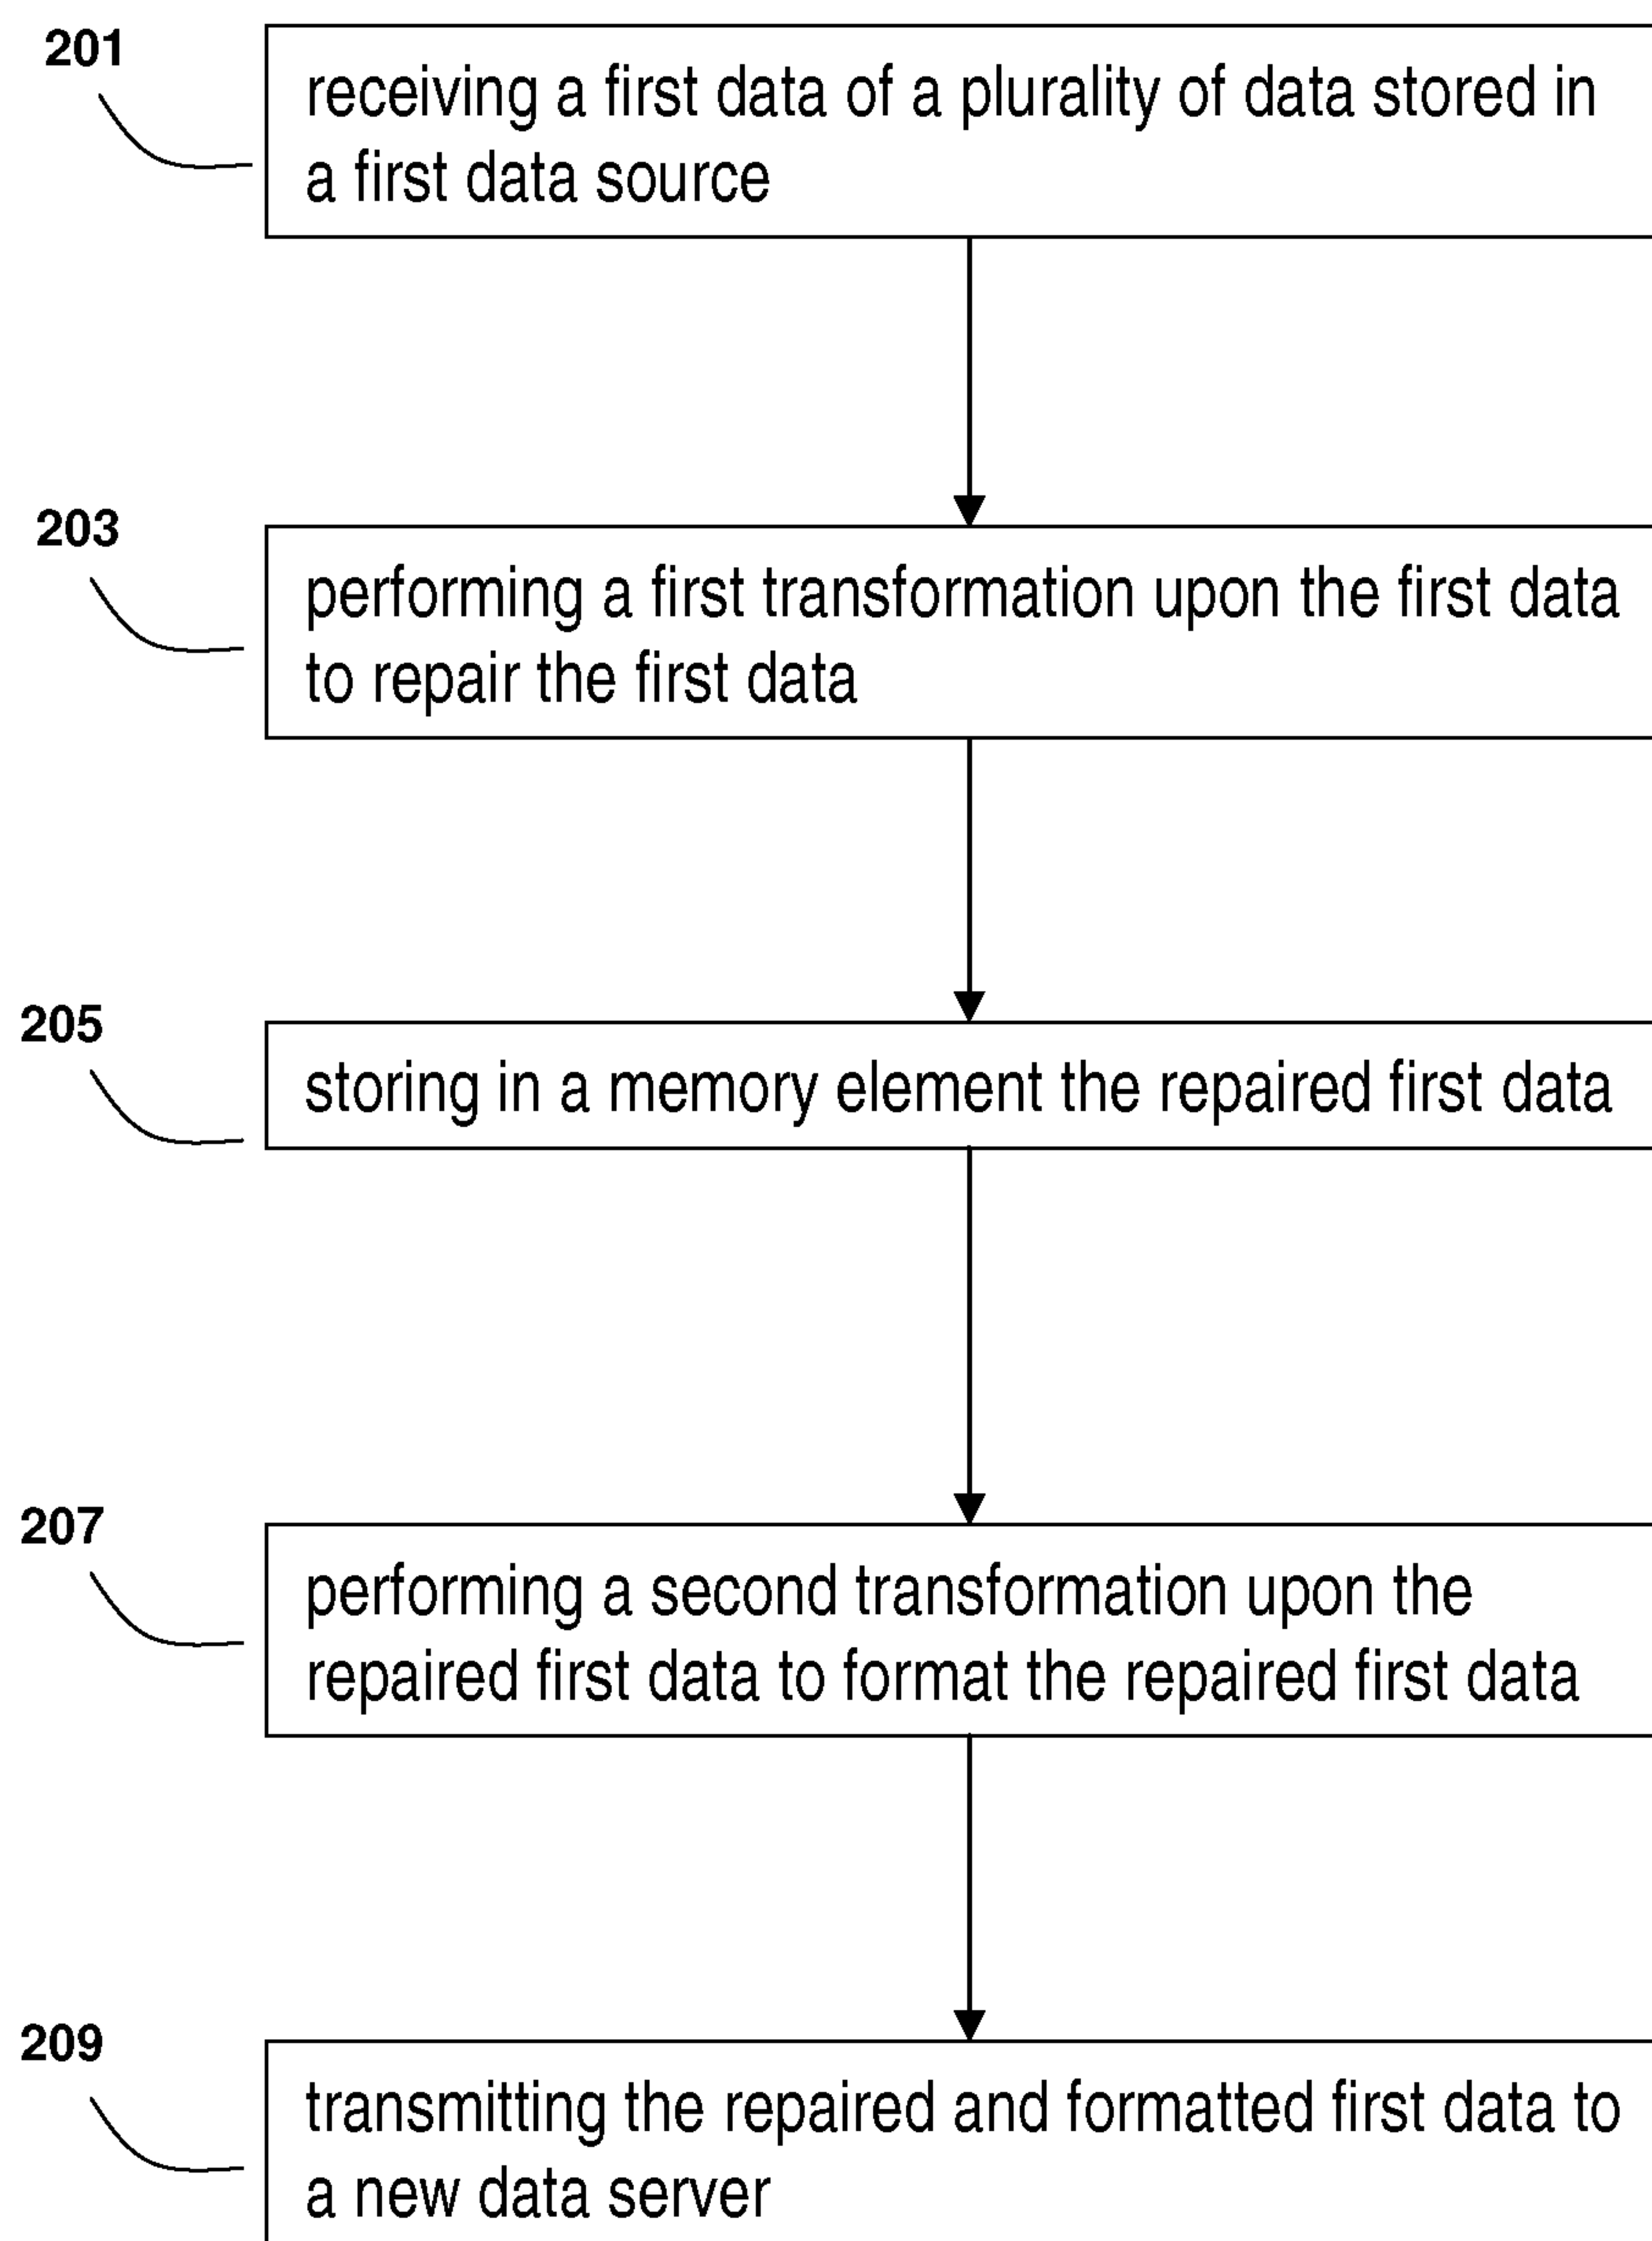 201
receiving a first data of a plurality of data stored in
a first data source
203
performing a first transformation upon the first data
to repair the first data
205
storing in a memory element the repaired first data
207
performing a second transformation upon the
repaired first data to format the repaired first data
209
transmitting the repaired and formatted first data to
a new data server